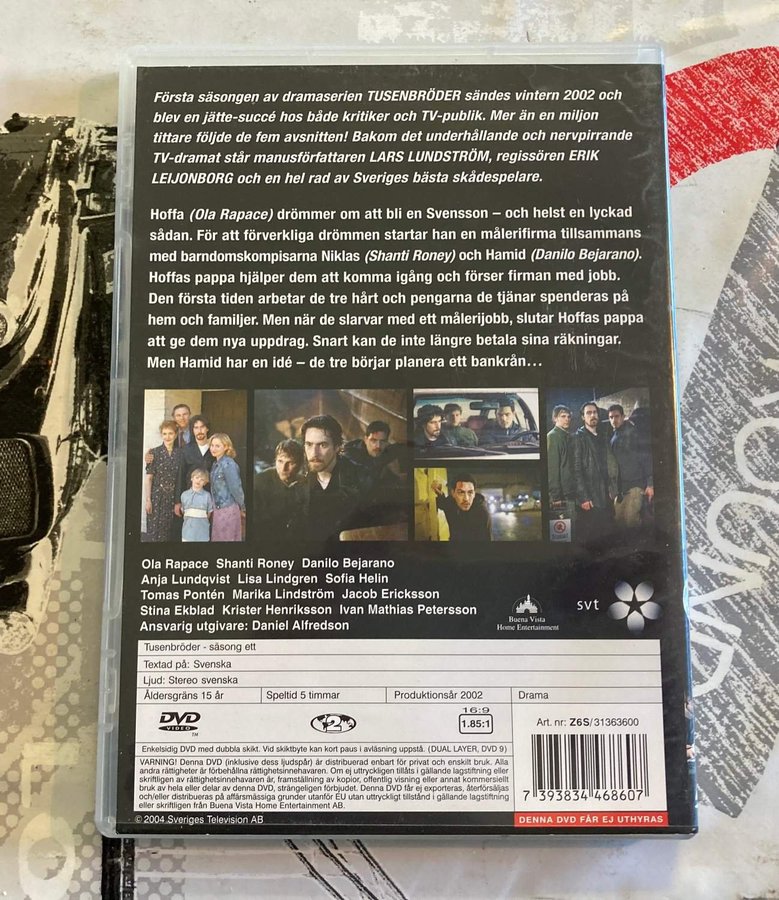 Första säsongen av dramaserien TUSENBRÖDER sändes vintern 2002 och
blev en jätte-succé hos både kritiker och TV-publik. Mer än en miljon
tittare följde de fem avsnitten! Bakom det underhållande och nervpirrande
TV-dramat står manusförfattaren LARS LUNDSTRÖM, regissören ERIK
LEIJONBORG och en hel rad av Sveriges bästa skådespelare.
Hoffa (Ola Rapace) drömmer om att bli en Svensson – och helst en lyckad
sådan. För att förverkliga drömmen startar han en målerifirma tillsammans
med barndomskompisarna Niklas (Shanti Roney) och Hamid (Danilo Bejarano).
Hoffas pappa hjälper dem att komma igång och förser firman med jobb.
Den första tiden arbetar de tre hårt och pengarna de tjänar spenderas på
hem och familjer. Men när de slarvar med ett målerijobb, slutar Hoffas pappa
att ge dem nya uppdrag. Snart kan de inte längre betala sina räkningar.
Men Hamid har en idé – de tre börjar planera ett bankrån...
Ola Rapace Shanti Roney Danilo Bejarano
Anja Lundqvist Lisa Lindgren Sofia Helin
Tomas Pontén Marika Lindström Jacob Ericksson
Stina Ekblad Krister Henriksson Ivan Mathias Petersson
Ansvarig utgivare: Daniel Alfredson
Buena Vista
Home Entertainment
svt
Tusenbröder - säsong ett
Textad på: Svenska
Ljud: Stereo svenska
Åldersgräns 15 år Speltid 5 timmar Produktionsår 2002 Drama
DVD
VIDEO
TM
2
16:9
1.85:1
Art. nr: Z6S/31363600
Enkelsidig DVD med dubbla skikt. Vid skiktbyte kan kort paus i avläsning uppstå. (DUAL LAYER, DVD 9)
VARNING! Denna DVD (inklusive dess ljudspår) är distribuerad enbart för privat och enskilt bruk. Alla
andra rättigheter är förbehållna rättighetsinnehavaren. Om ej uttryckligen tillåts i gällande lagstiftning eller
skriftligen av rättighetsinnehavaren är, framställning av kopior, offentlig visning eller annat kommersiellt
bruk av hela eller delar av denna DVD, strängeligen förbjudet. Denna DVD får ej exporteras, återförsäljas
och/eller distribueras på affärsmässiga grunder utanför EU utan uttryckligt tillstånd i gällande lagstiftning
eller skriftligen från Buena Vista Home Entertainment AB.
7 393834 468607
© 2004 Sveriges Television AB
DENNA DVD FÅR EJ UTHYRAS
ROUND